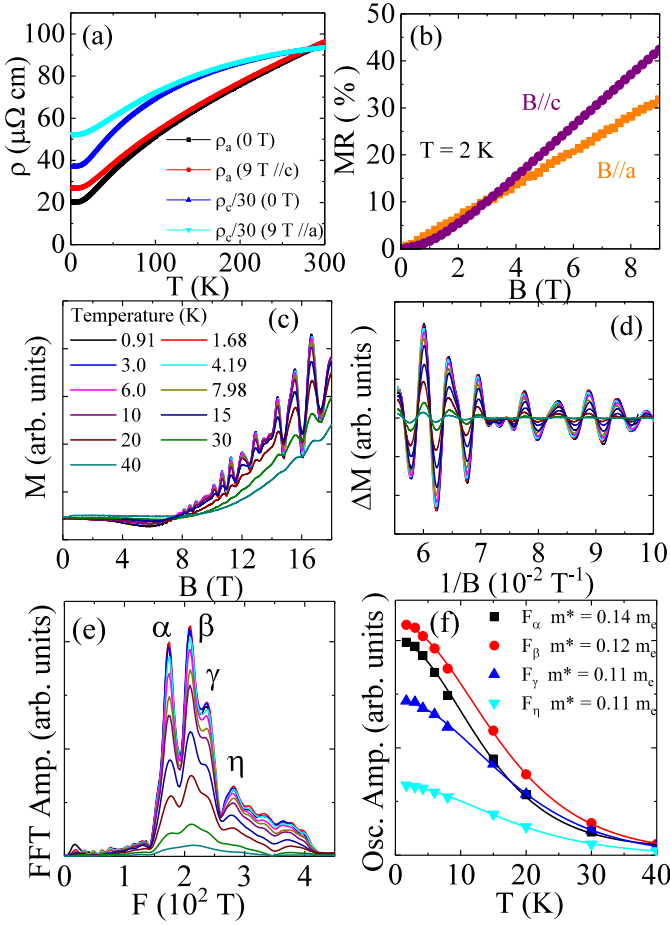 (a)
ρ (μΩ cm)
100
80
60
40
20
0
0 100 200 300
T (K)
ρa (0 T)
ρa (9 T //c)
ρc/30 (0 T)
ρc/30 (9 T //a)
(b)
MR ( %)
50
40
30
20
10
0
0 2 4 6 8
B (T)
B//c
T = 2 K
B//a
(c)
M (arb. units)
Temperature (K)
0.91 1.68
3.0 4.19
6.0 7.98
10 15
20 30
40
0 4 8 12 16
B (T)
(d)
ΔM (arb. units )
6 7 8 9 10
1/B (10-2 T-1)
(e)
FFT Amp. (arb. units)
α β
γ
η
0 1 2 3 4
F (102 T)
(f)
Osc. Amp. (arb. units )
Fα m* = 0.14 me
Fβ m* = 0.12 me
Fγ m* = 0.11 me
Fη m* = 0.11 me
0 10 20 30 40
T (K)